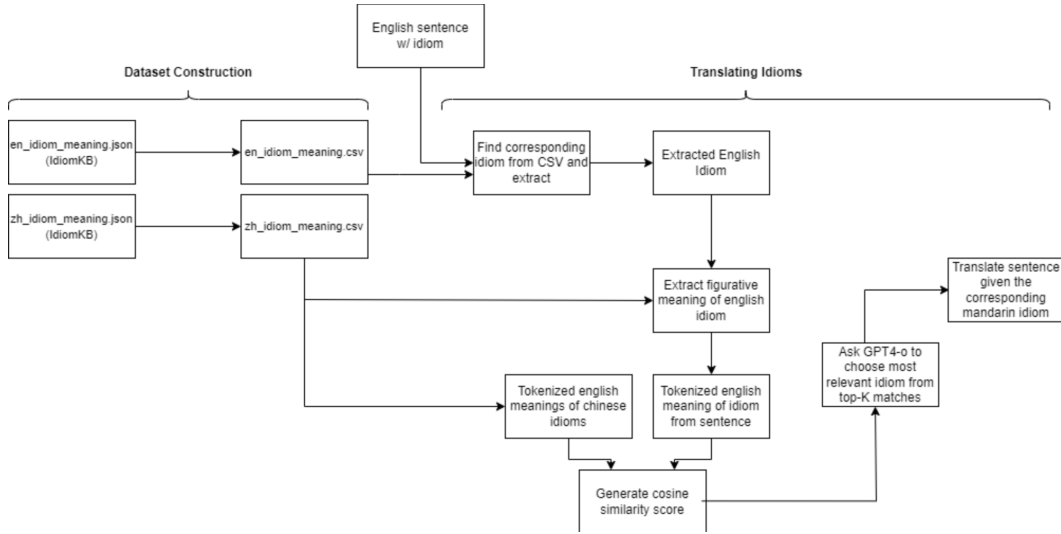 English sentence
w/ idiom
Dataset Construction
Translating Idioms
en_idiom_meaning.json
(IdiomKB)
en_idiom_meaning.csv
Find corresponding
idiom from CSV and
extract
Extracted English
Idiom
zh_idiom_meaning.json
(IdiomKB)
zh_idiom_meaning.csv
Extract figurative
meaning of english
idiom
Translate sentence
given the
corresponding
mandarin idiom
Ask GPT4-o to
choose most
relevant idiom from
top-K matches
Tokenized english
meanings of chinese
idioms
Tokenized english
meaning of idiom
from sentence
Generate cosine
similarity score